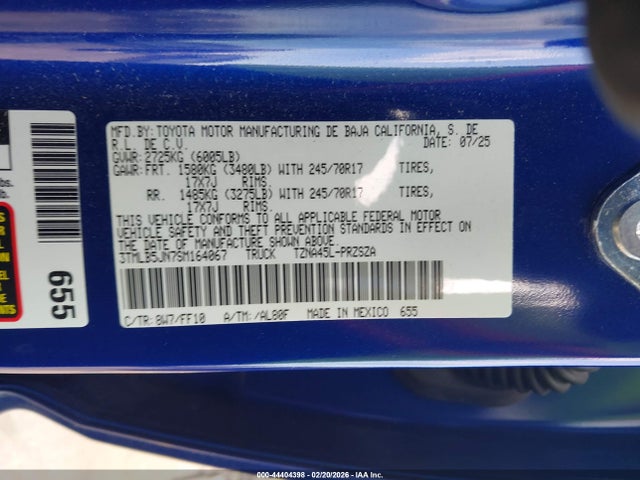 MFD.BY:TOYOTA MOTOR MANUFACTURING DE BAJA CALIFORNIA, S. DE
R.L. DE C.V. DATE: 07/25
GVWR: 2725KG (6005LB)
GAWR: FRT. 1580KG (3480LB) WITH 245/70R17 TIRES,
17X7J RIMS.
RR. 1485KG (3275LB) WITH 245/70R17 TIRES,
17X7J RIMS.
THIS VEHICLE CONFORMS TO ALL APPLICABLE FEDERAL MOTOR
VEHICLE SAFETY AND THEFT PREVENTION STANDARDS IN EFFECT
ON THE DATE OF MANUFACTURE SHOWN ABOVE.
3TMLB5JN7SM164067 TRUCK TZNA45L-PRZSZA
C/TR: 8W7/FF10 A/TM: /AL80F MADE IN MEXICO 655
655
000-44404398 - 02/20/2026 - IAA Inc.